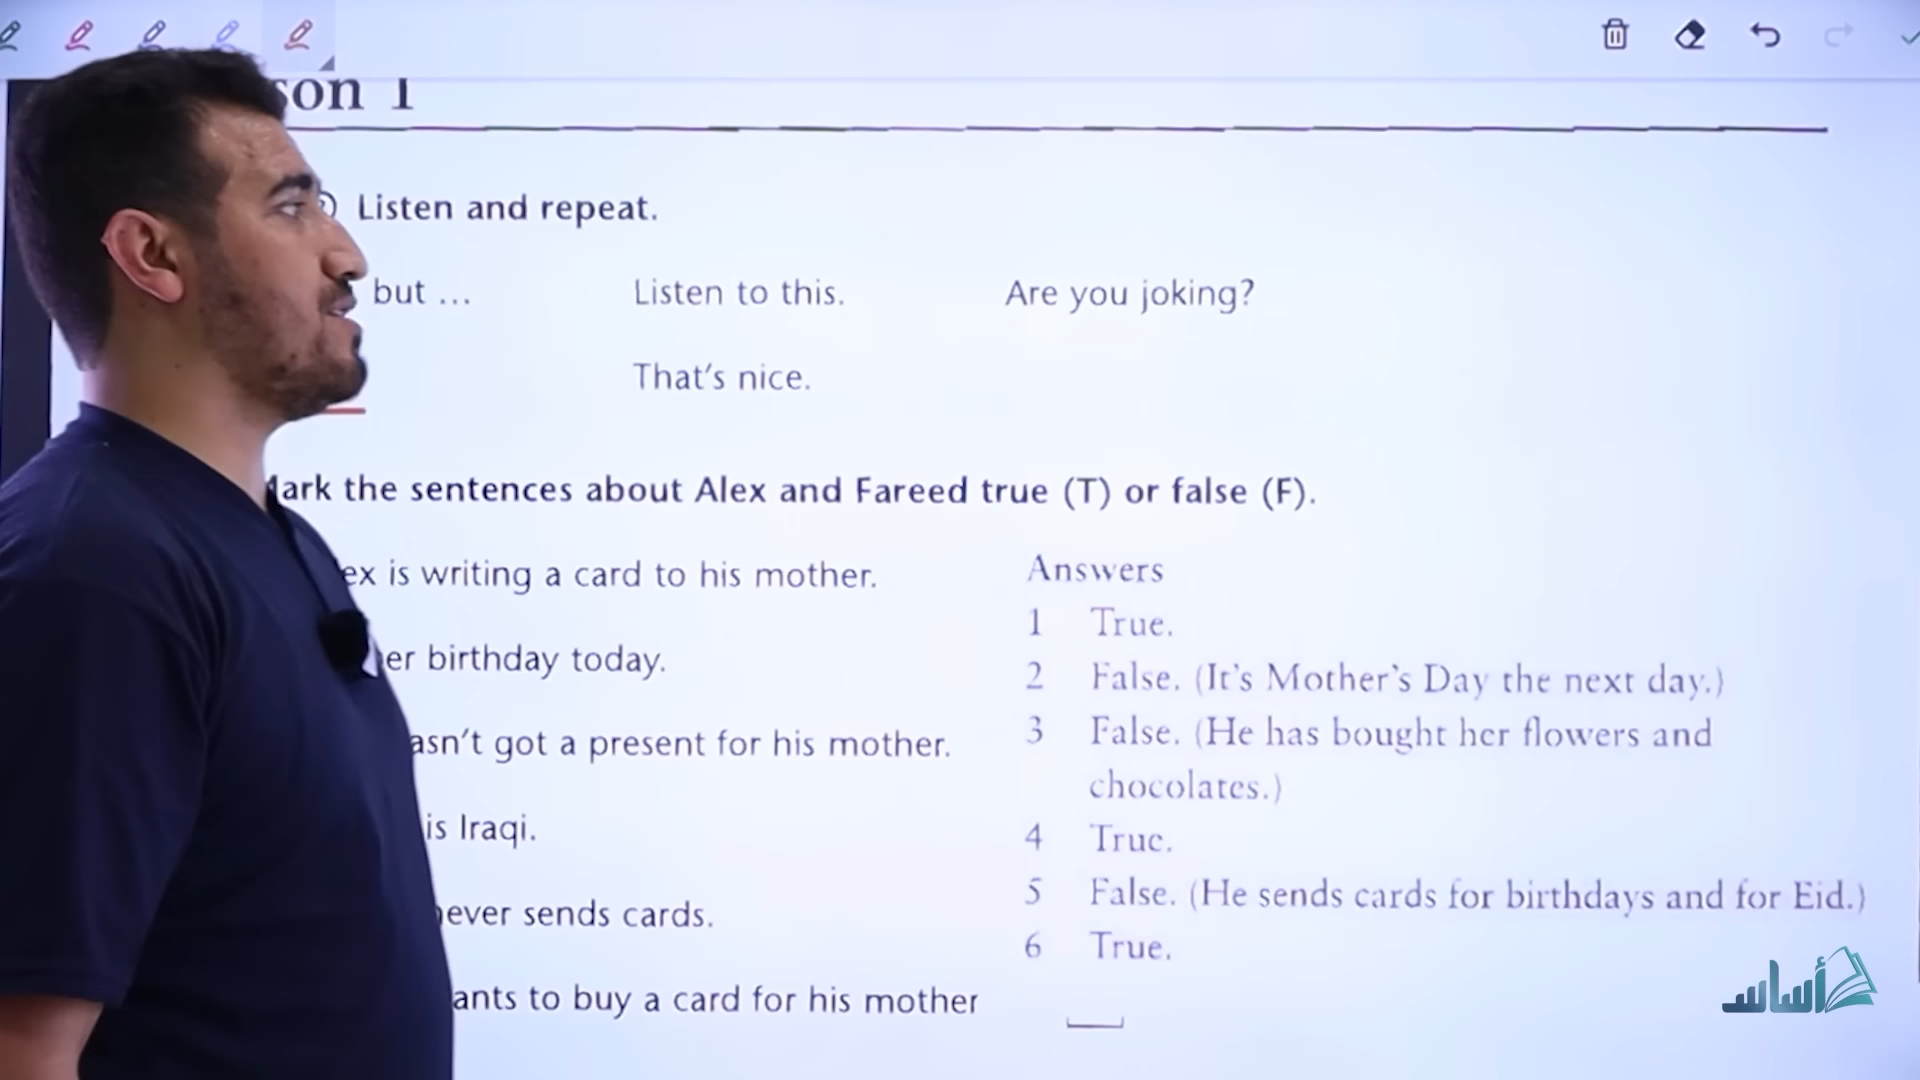 son 1
Listen and repeat.
but ... Listen to this. Are you joking?
That's nice.
ark the sentences about Alex and Fareed true (T) or false (F).
ex is writing a card to his mother.
er birthday today.
asn't got a present for his mother.
is Iraqi.
ever sends cards.
ants to buy a card for his mother
Answers
1 True.
2 False. (It's Mother's Day the next day.)
3 False. (He has bought her flowers and
chocolates.)
4 True.
5 False. (He sends cards for birthdays and for Eid.)
6 True.
أساس